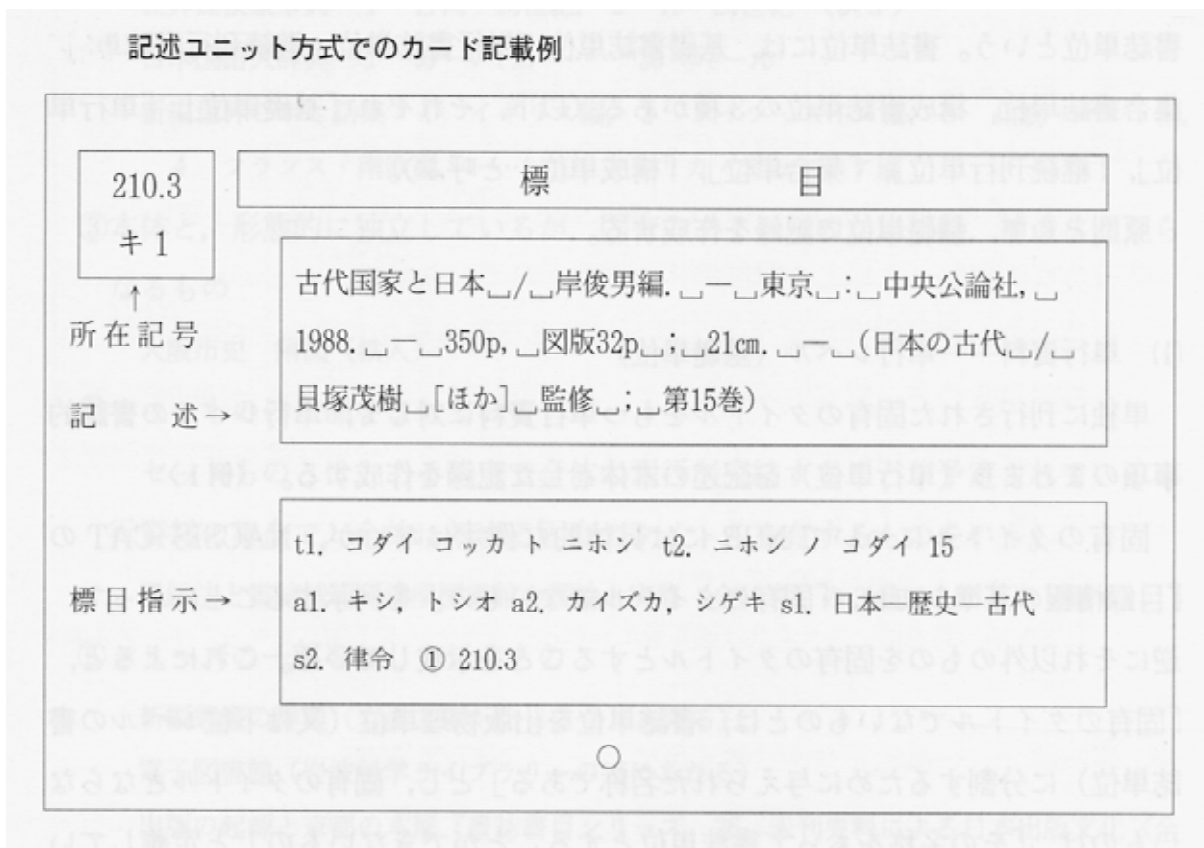 記述ユニット方式でのカード記載例
210.3
キ1
標　目
↑
所在記号
古代国家と日本␣/␣岸俊男編.␣—␣東京␣:␣中央公論社,␣
1988.␣—␣350p,␣図版32p␣;␣21cm.␣—␣(日本の古代␣/␣
記　述→
貝塚茂樹␣[ほか]␣監修␣;␣第15巻)
t1. コダイ コッカ ト ニホン t2. ニホン ノ コダイ 15
標目指示→
a1. キシ, トシオ a2. カイズカ, シゲキ s1. 日本—歴史—古代
s2. 律令 ① 210.3